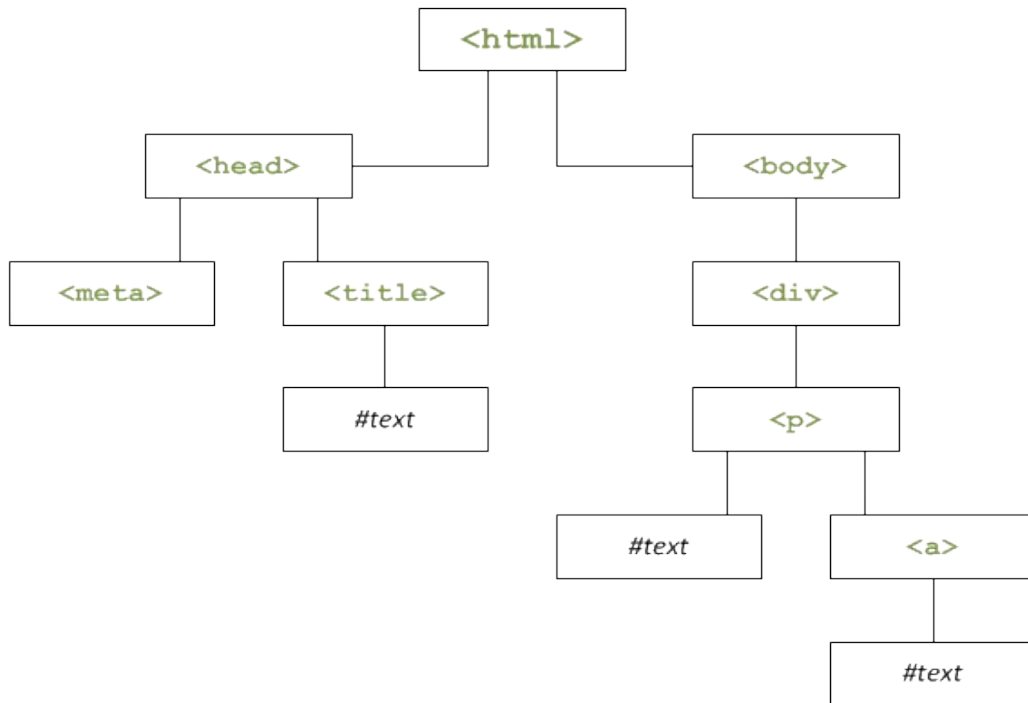 <html>
<head>
<body>
<meta>
<title>
<div>
#text
<p>
#text
<a>
#text